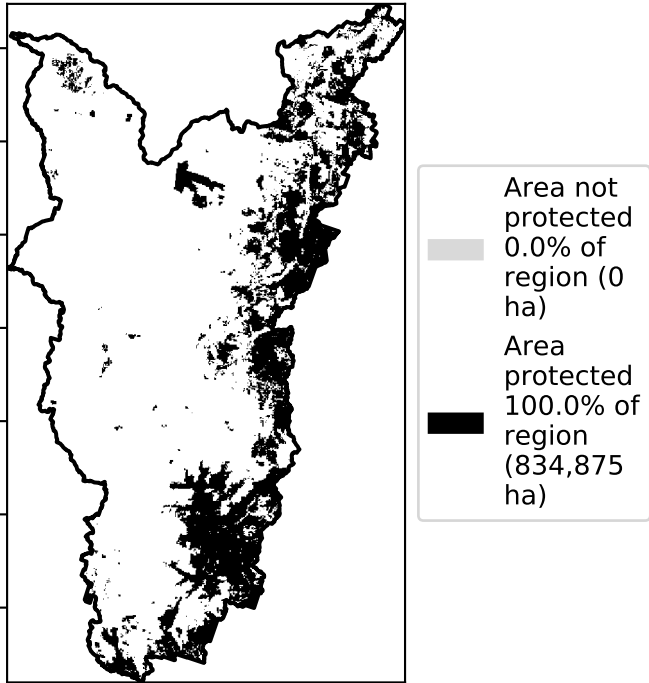 Area not
protected
0.0% of
region (0
ha)
Area
protected
100.0% of
region
(834,875
ha)